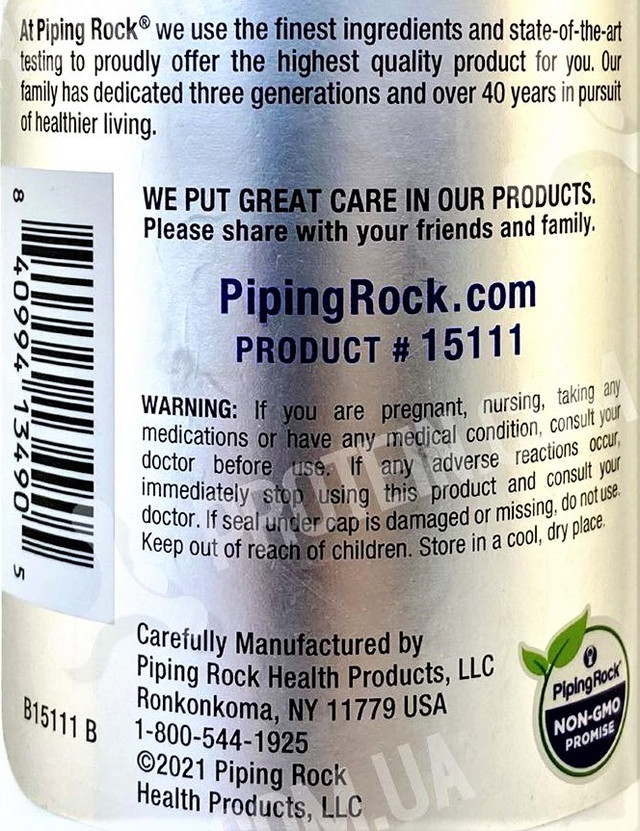 At Piping Rock® we use the finest ingredients and state-of-the-art
testing to proudly offer the highest quality product for you. Our
family has dedicated three generations and over 40 years in pursuit
of healthier living.
WE PUT GREAT CARE IN OUR PRODUCTS.
Please share with your friends and family.
PipingRock.com
PRODUCT # 15111
8 40994 13490 5
WARNING: If you are pregnant, nursing, taking any
medications or have any medical condition, consult your
doctor before use. If any adverse reactions occur,
immediately stop using this product and consult your
doctor. If seal under cap is damaged or missing, do not use.
Keep out of reach of children. Store in a cool, dry place.
Carefully Manufactured by
Piping Rock Health Products, LLC
Ronkonkoma, NY 11779 USA
1-800-544-1925
©2021 Piping Rock
Health Products, LLC
B15111 B
PipingRock®
NON-GMO
PROMISE